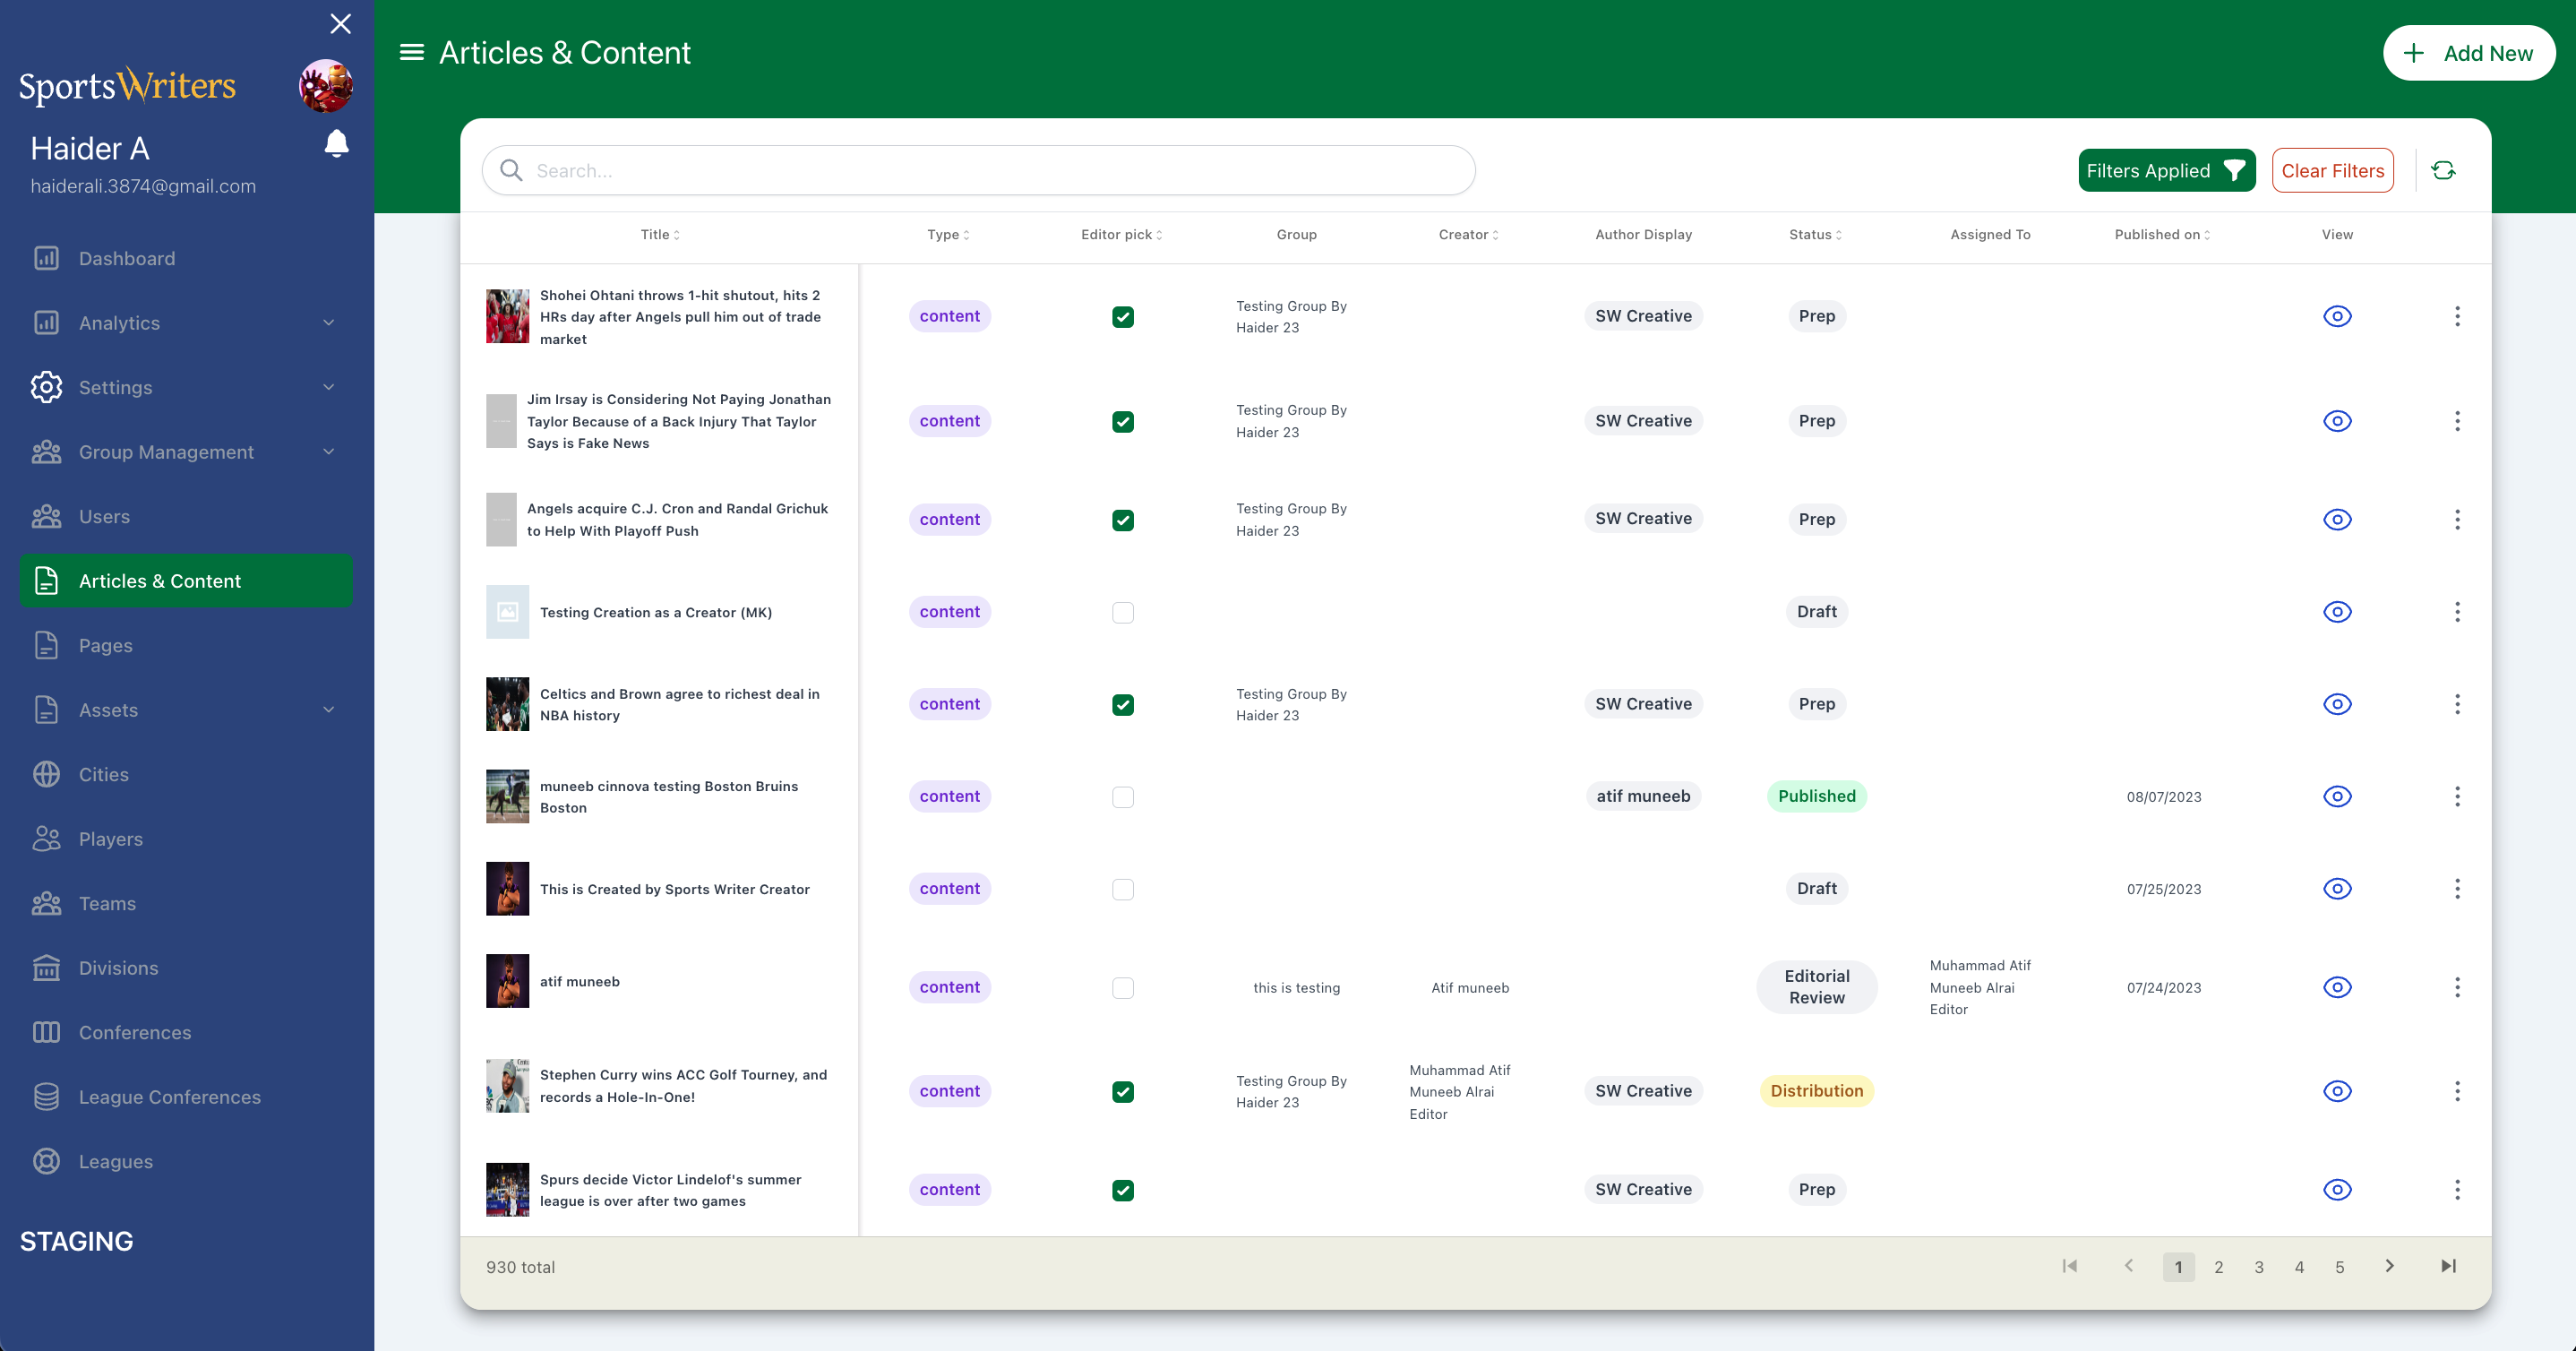 SportsWriters
Haider A
haiderali.3874@gmail.com
Dashboard
Analytics
Settings
Group Management
Users
Articles & Content
Pages
Assets
Cities
Players
Teams
Divisions
Conferences
League Conferences
Leagues
STAGING
Articles & Content
Add New
Search...
Filters Applied
Clear Filters
Title Type Editor pick Group Creator Author Display Status Assigned To Published on View
Shohei Ohtani throws 1-hit shutout, hits 2
HRs day after Angels pull him out of trade
market
content
Testing Group By
Haider 23
SW Creative
Prep
Jim Irsay is Considering Not Paying Jonathan
Taylor Because of a Back Injury That Taylor
Says is Fake News
content
Testing Group By
Haider 23
SW Creative
Prep
Angels acquire C.J. Cron and Randal Grichuk
to Help With Playoff Push
content
Testing Group By
Haider 23
SW Creative
Prep
Testing Creation as a Creator (MK)
content
Draft
Celtics and Brown agree to richest deal in
NBA history
content
Testing Group By
Haider 23
SW Creative
Prep
muneeb cinnova testing Boston Bruins
Boston
content
atif muneeb
Published
08/07/2023
This is Created by Sports Writer Creator
content
Draft
07/25/2023
atif muneeb
content
this is testing
Atif muneeb
Editorial
Review
Muhammad Atif
Muneeb Alrai
Editor
07/24/2023
Stephen Curry wins ACC Golf Tourney, and
records a Hole-In-One!
content
Testing Group By
Haider 23
Muhammad Atif
Muneeb Alrai
Editor
SW Creative
Distribution
Spurs decide Victor Lindelof's summer
league is over after two games
content
SW Creative
Prep
930 total
1 2 3 4 5